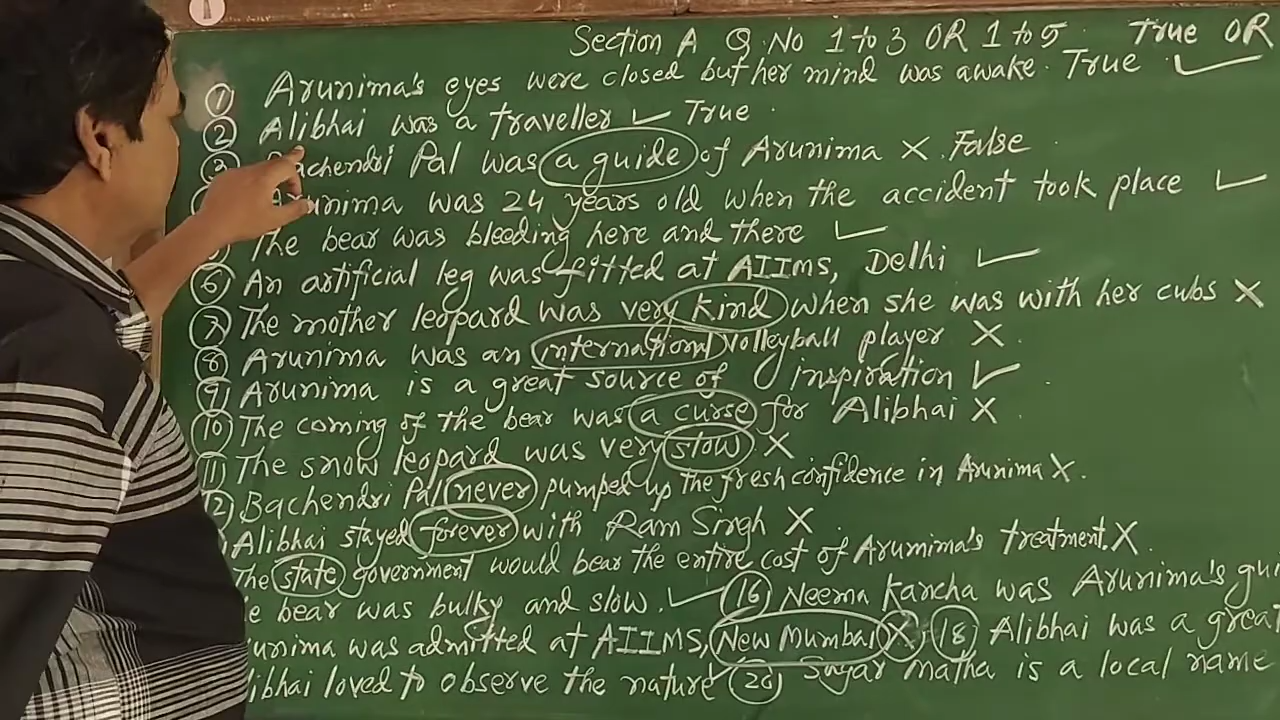 Section A Q. No 1 to 3 OR 1 to 5. True OR
① Arunima's eyes were closed but her mind was awake. True ✓
② Alibhai was a traveller ✓ True
③ Bachendri Pal was a guide of Arunima X. False
Arunima was 24 years old when the accident took place ✓
The bear was bleeding here and there ✓
⑥ An artificial leg was fitted at AIIMS, Delhi ✓
⑦ The mother leopard was very kind when she was with her cubs X
⑧ Arunima was an international volleyball player X
⑨ Arunima is a great source of inspiration ✓
⑩ The coming of the bear was a curse for Alibhai X
⑪ The snow leopard was very slow X
⑫ Bachendri Pal never pumped up the fresh confidence in Arunima X.
Alibhai stayed forever with Ram Singh X
The state government would bear the entire cost of Arunima's treatment. X
e bear was bulky and slow. ✓ ⑯ Neema Kancha was Arunima's gui
unima was admitted at AIIMS, New Mumbai X ⑱ Alibhai was a great
ibhai loved to observe the nature ✓ ⑳ Sagar matha is a local name